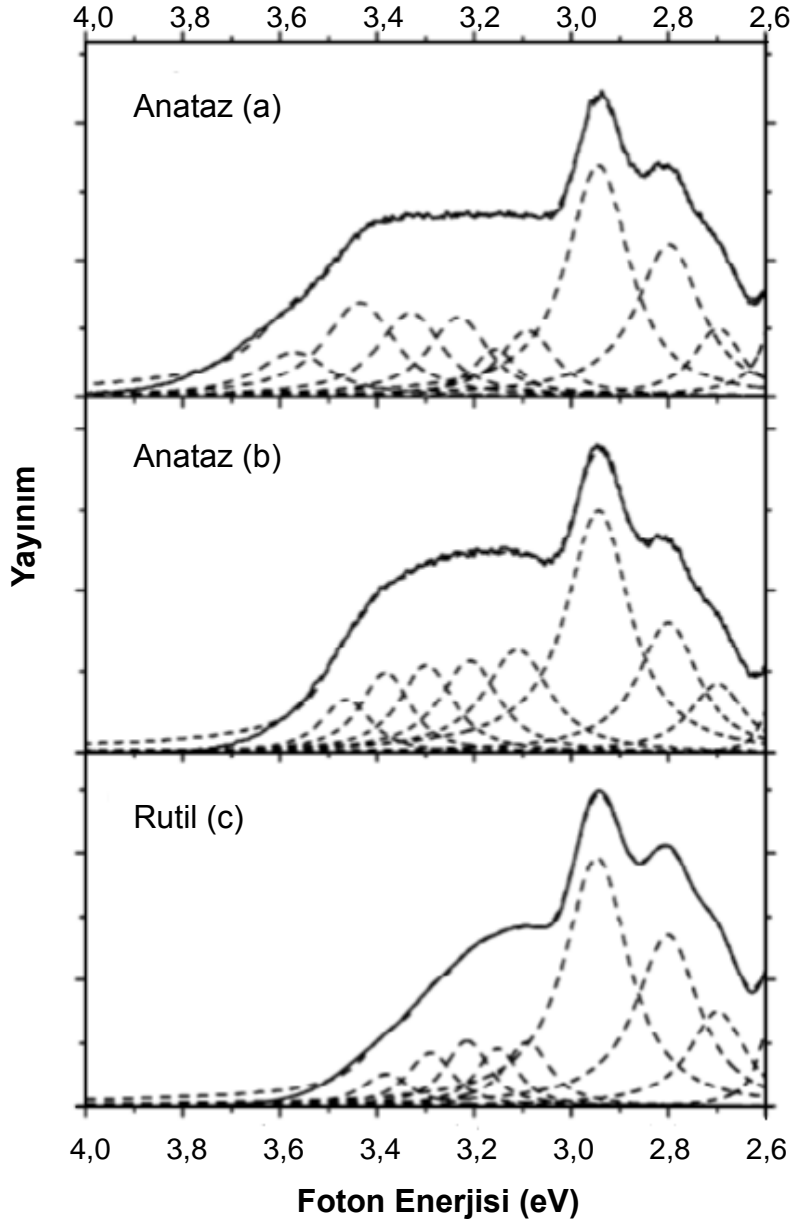 4,0 3,8 3,6 3,4 3,2 3,0 2,8 2,6
Anataz (a)
Anataz (b)
Rutil (c)
Yayınım
4,0 3,8 3,6 3,4 3,2 3,0 2,8 2,6
Foton Enerjisi (eV)